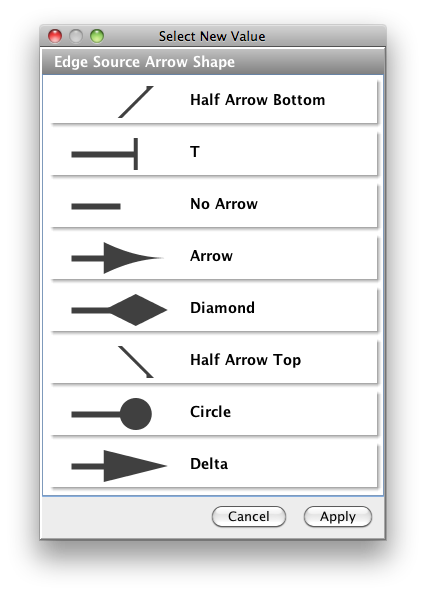 Select New Value
Edge Source Arrow Shape
Half Arrow Bottom
T
No Arrow
Arrow
Diamond
Half Arrow Top
Circle
Delta
Cancel Apply